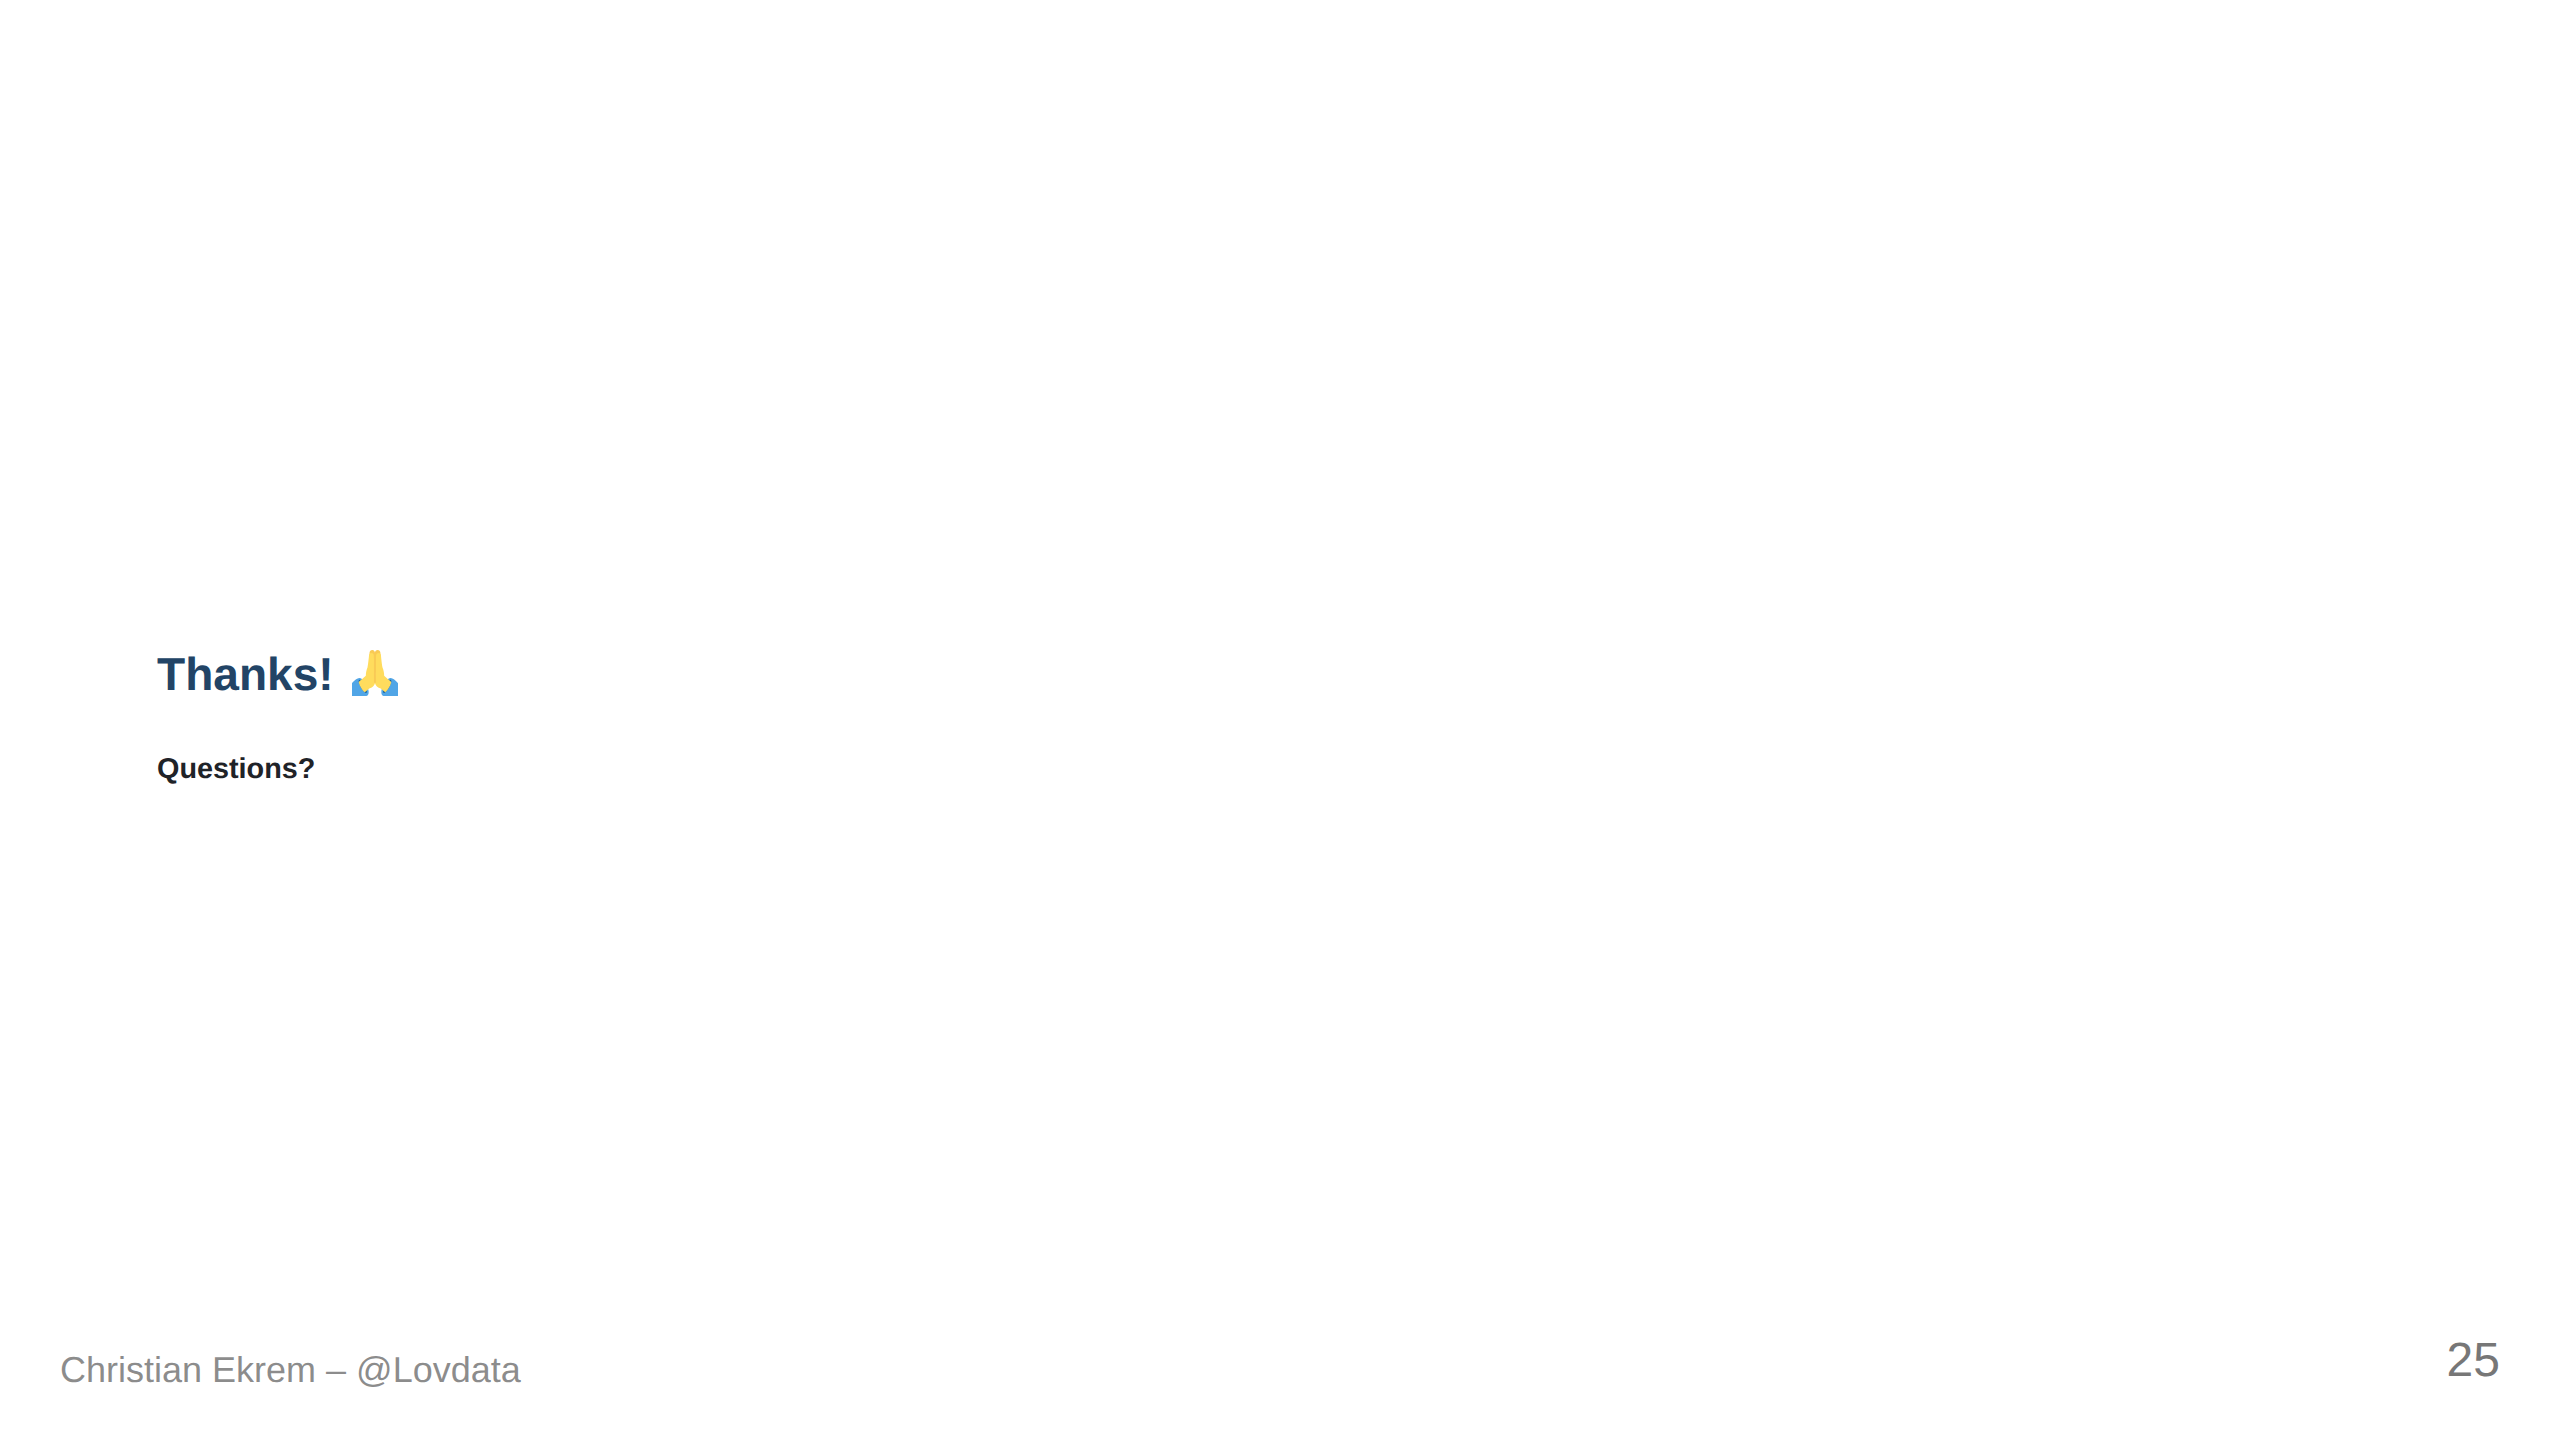 Thanks! 🙏
Questions?
Christian Ekrem – @Lovdata
25